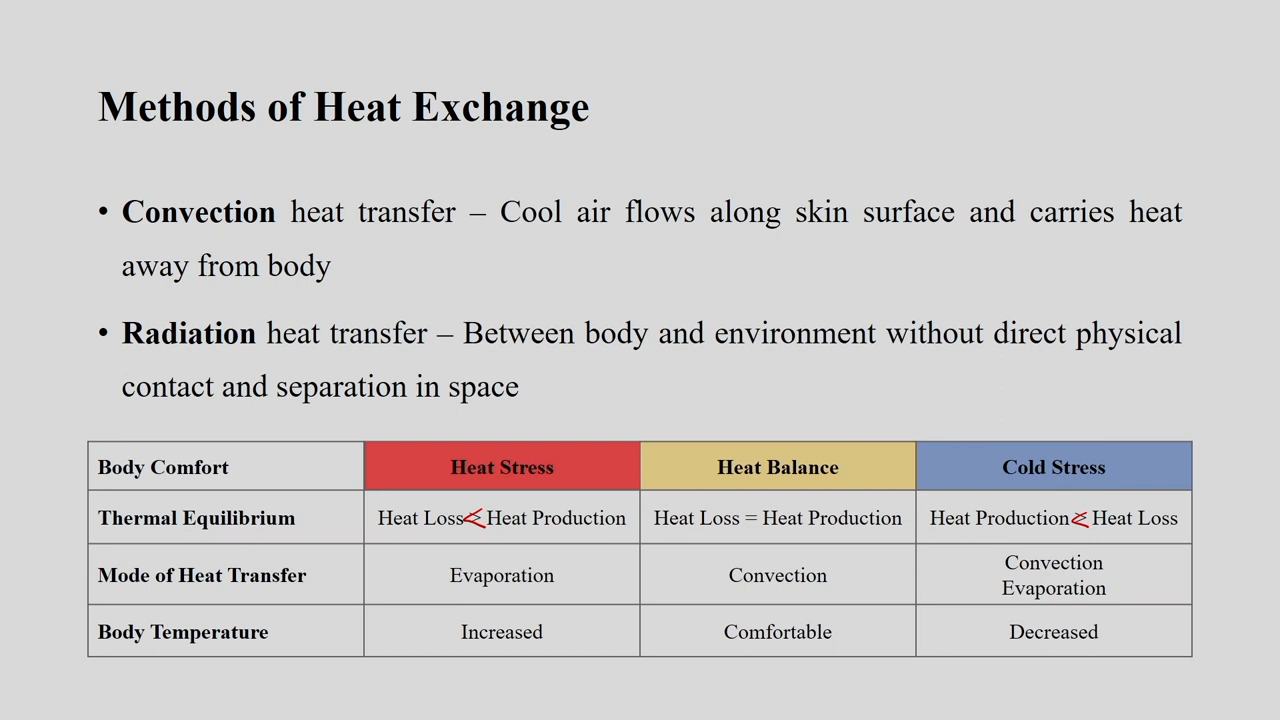 Methods of Heat Exchange
• Convection heat transfer – Cool air flows along skin surface and carries heat
away from body
• Radiation heat transfer – Between body and environment without direct physical
contact and separation in space
Body Comfort Heat Stress Heat Balance Cold Stress
Thermal Equilibrium Heat Loss < Heat Production Heat Loss = Heat Production Heat Production < Heat Loss
Mode of Heat Transfer Evaporation Convection Convection
Evaporation
Body Temperature Increased Comfortable Decreased